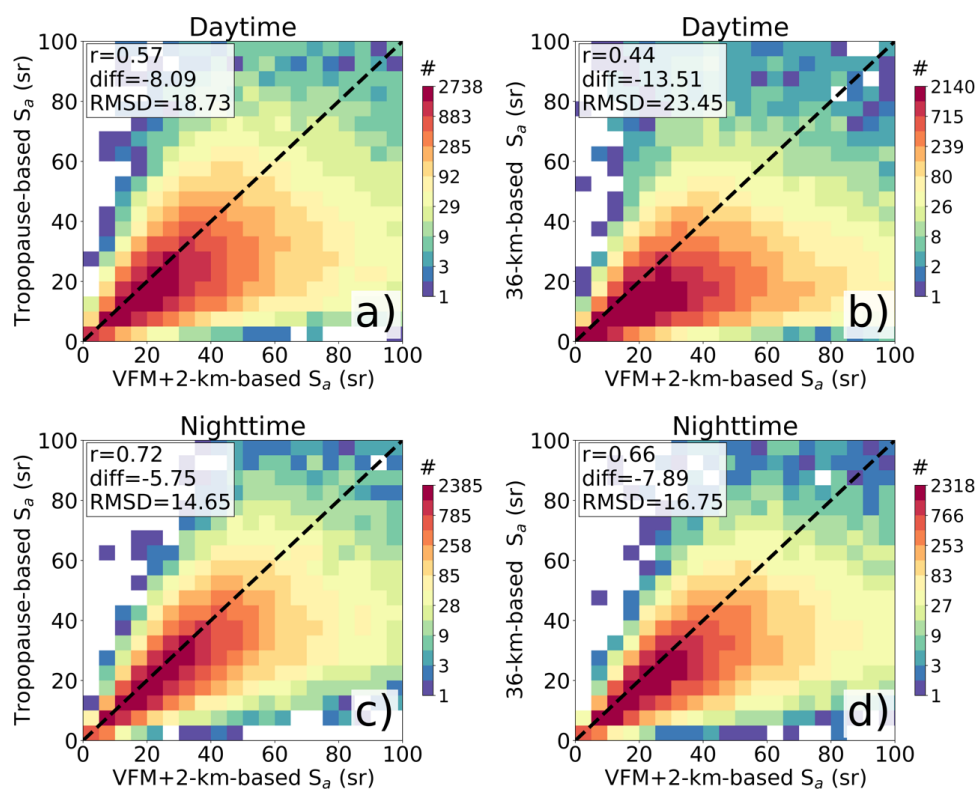 Daytime
r=0.57
diff=-8.09
RMSD=18.73
100
80
60
40
20
0
0 20 40 60 80 100
Tropopause-based Sₐ (sr)
VFM+2-km-based Sₐ (sr)
a)
#
2738
883
285
92
29
9
3
1
Daytime
r=0.44
diff=-13.51
RMSD=23.45
100
80
60
40
20
0
0 20 40 60 80 100
36-km-based Sₐ (sr)
VFM+2-km-based Sₐ (sr)
b)
#
2140
715
239
80
26
8
2
1
Nighttime
r=0.72
diff=-5.75
RMSD=14.65
100
80
60
40
20
0
0 20 40 60 80 100
Tropopause-based Sₐ (sr)
VFM+2-km-based Sₐ (sr)
c)
#
2385
785
258
85
28
9
3
1
Nighttime
r=0.66
diff=-7.89
RMSD=16.75
100
80
60
40
20
0
0 20 40 60 80 100
36-km-based Sₐ (sr)
VFM+2-km-based Sₐ (sr)
d)
#
2318
766
253
83
27
9
3
1